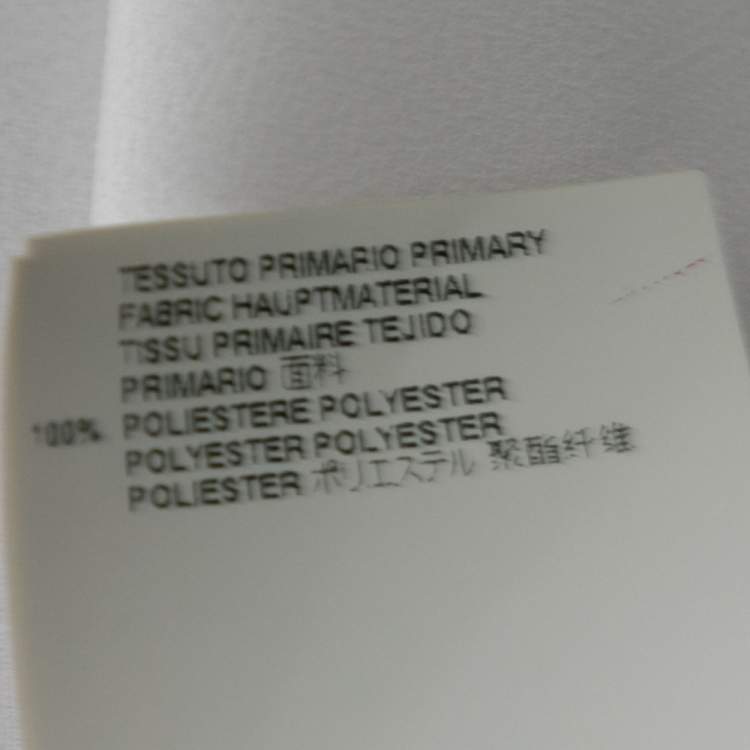 TESSUTO PRIMARIO PRIMARY
FABRIC HAUPTMATERIAL
TISSU PRIMAIRE TEJIDO
PRIMARIO 面料
100% POLIESTERE POLYESTER
POLYESTER POLYESTER
POLIESTER ポリエステル 聚酯纤维